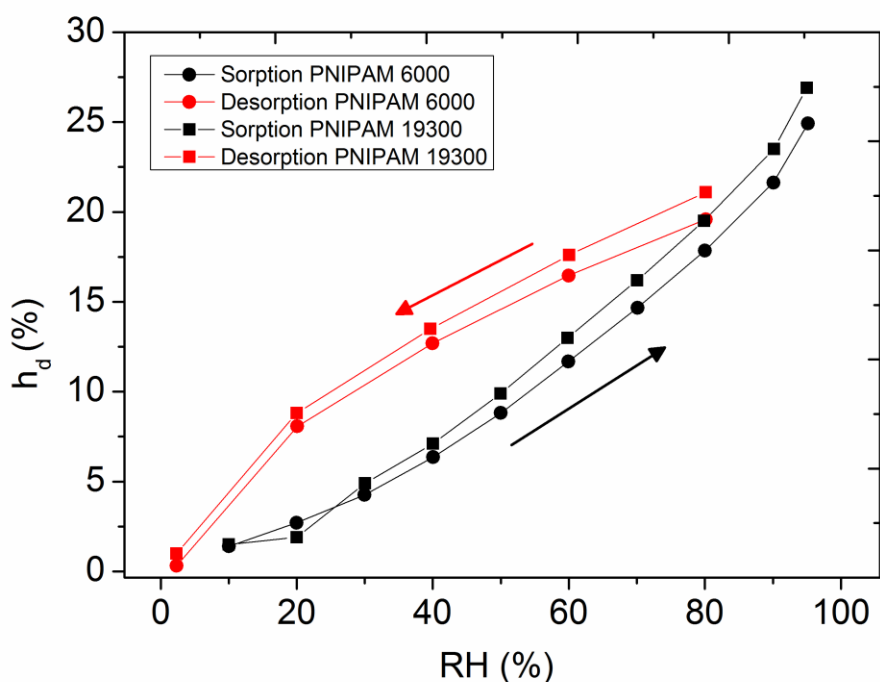 30
25
20
15
10
5
0
h_d (%)
Sorption PNIPAM 6000
Desorption PNIPAM 6000
Sorption PNIPAM 19300
Desorption PNIPAM 19300
0 20 40 60 80 100
RH (%)